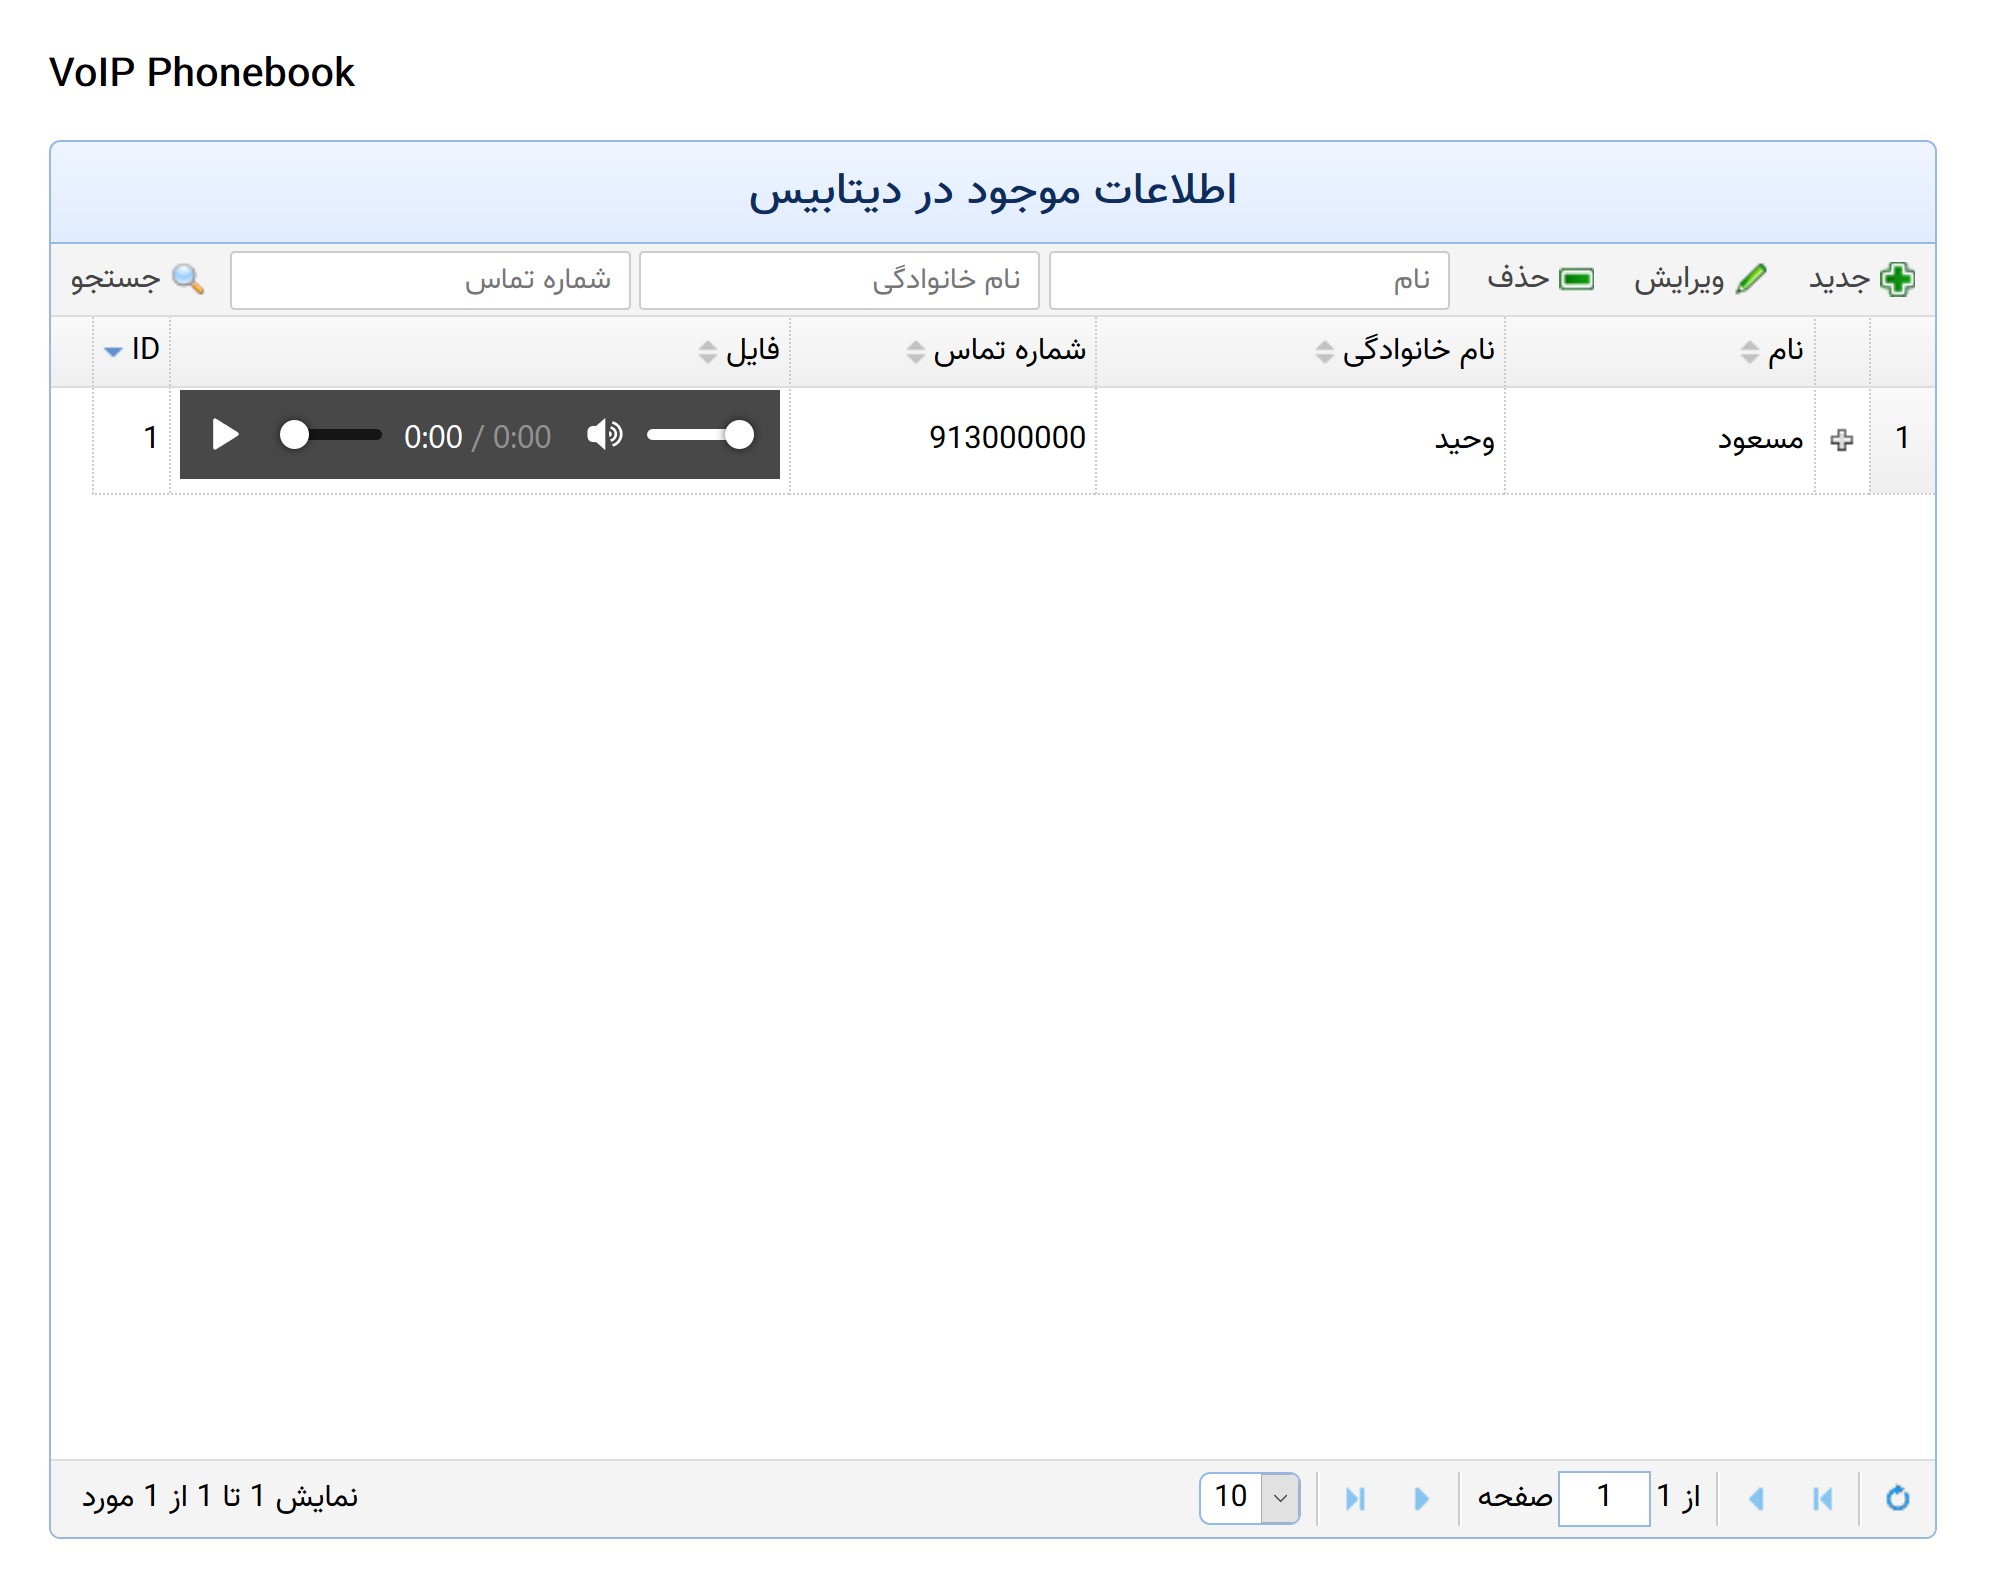 VoIP Phonebook
اطلاعات موجود در دیتابیس
جدید ویرایش حذف نام نام خانوادگی شماره تماس جستجو
نام نام خانوادگی شماره تماس فایل ID
1 مسعود وحید 913000000 0:00 / 0:00 1
صفحه 1 از 1 10 نمایش 1 تا 1 از 1 مورد